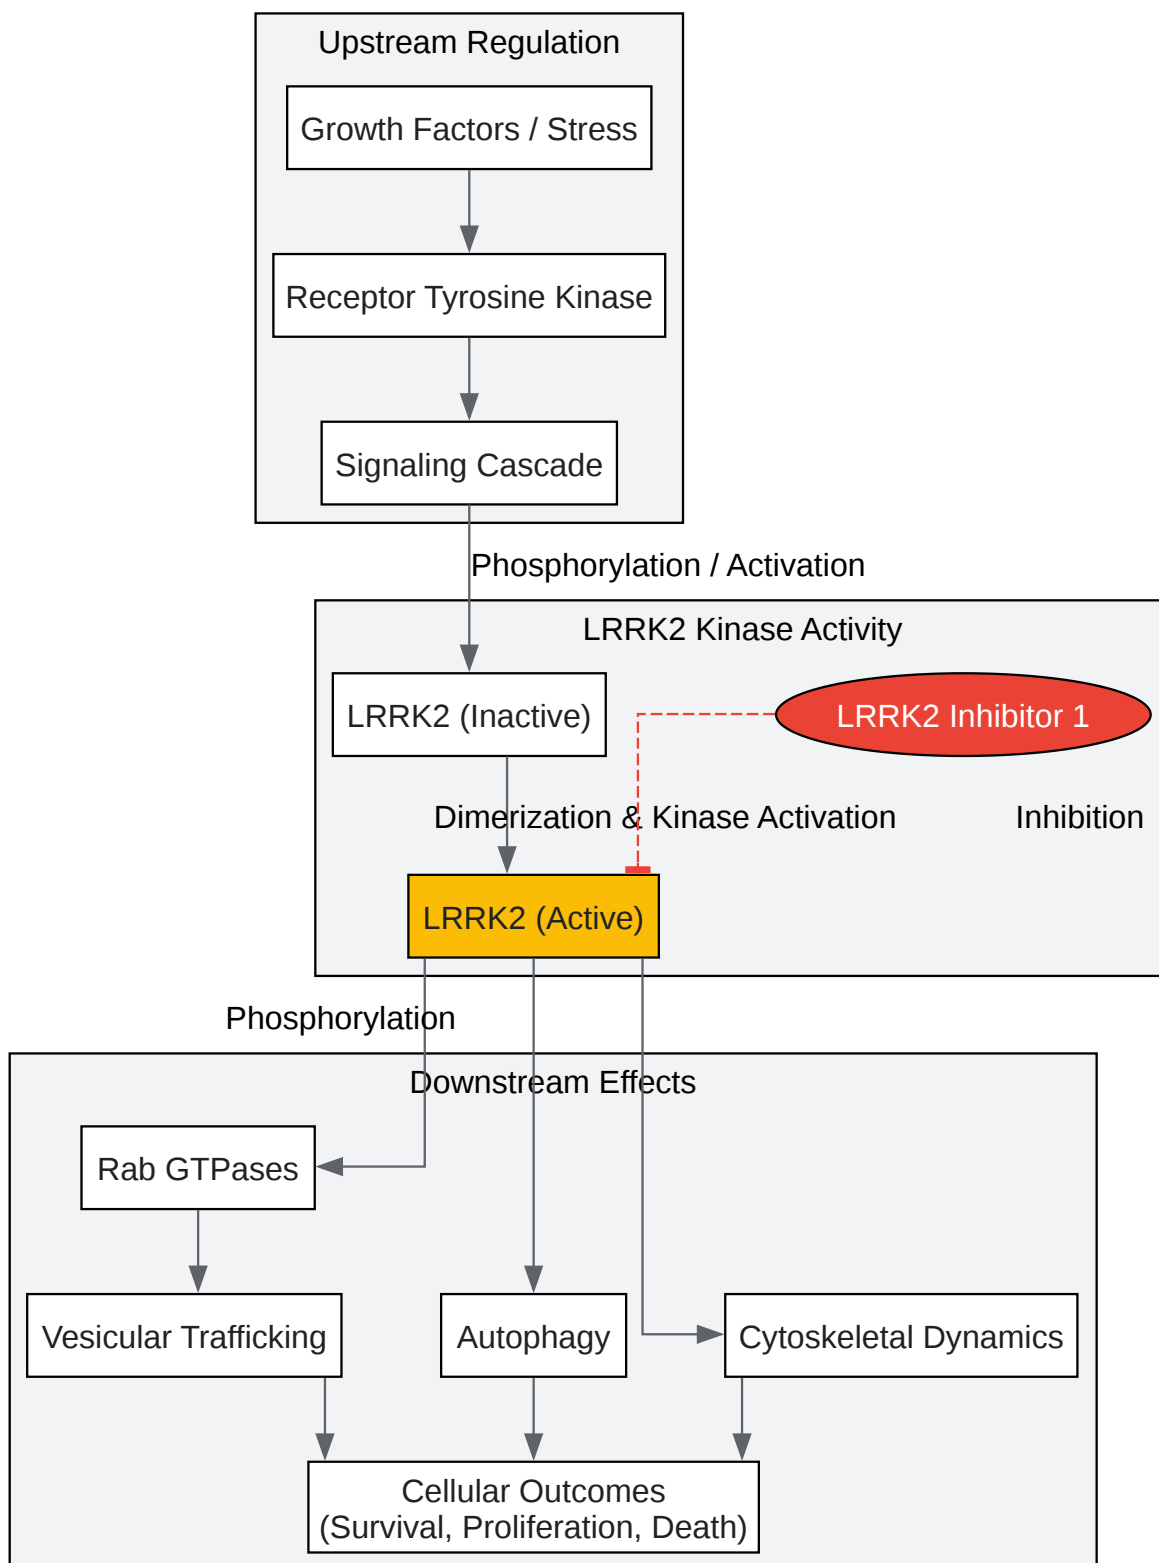 Upstream Regulation
Growth Factors / Stress
Receptor Tyrosine Kinase
Signaling Cascade
Phosphorylation / Activation
LRRK2 Kinase Activity
LRRK2 (Inactive)
LRRK2 Inhibitor 1
Dimerization & Kinase Activation
Inhibition
LRRK2 (Active)
Phosphorylation
Downstream Effects
Rab GTPases
Vesicular Trafficking
Autophagy
Cytoskeletal Dynamics
Cellular Outcomes
(Survival, Proliferation, Death)